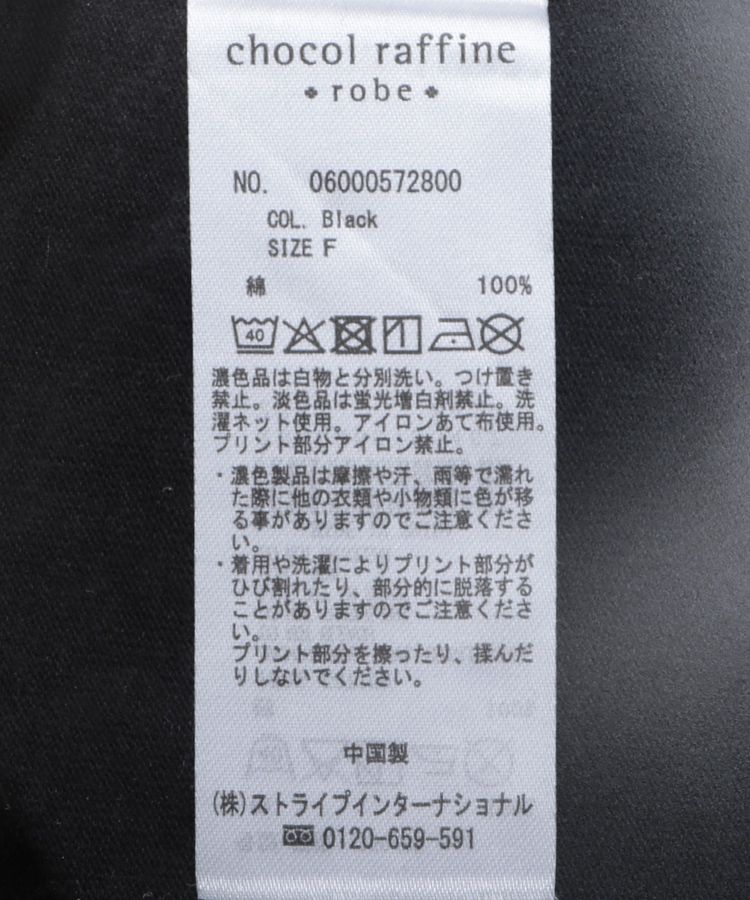 chocol raffine
robe
NO. 06000572800
COL. Black
SIZE F
綿 100%
40
濃色品は白物と分別洗い。つけ置き
禁止。淡色品は蛍光増白剤禁止。洗
濯ネット使用。アイロンあて布使用。
プリント部分アイロン禁止。
・濃色製品は摩擦や汗、雨等で濡れ
た際に他の衣類や小物類に色が移
る事がありますのでご注意くださ
い。
・着用や洗濯によりプリント部分が
ひび割れたり、部分的に脱落する
ことがありますのでご注意くださ
い。
プリント部分を擦ったり、揉んだ
りしないでください。
中国製
(株)ストライプインターナショナル
0120-659-591